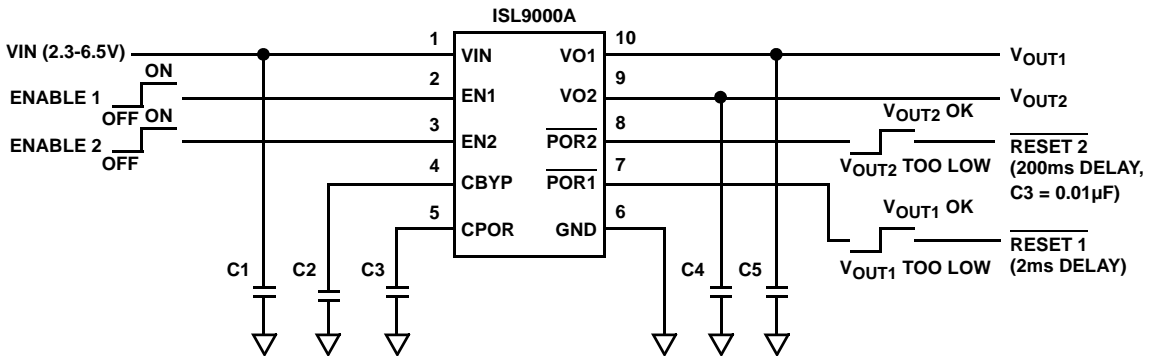 ISL9000A
VIN (2.3-6.5V)
1
VIN
VO1
10
VOUT1
ON
ENABLE 1
OFF
2
EN1
VO2
9
VOUT2
ON
ENABLE 2
OFF
3
EN2
POR2
8
VOUT2 OK
VOUT2 TOO LOW
RESET 2
(200ms DELAY,
C3 = 0.01µF)
4
CBYP
POR1
7
5
CPOR
GND
6
VOUT1 OK
VOUT1 TOO LOW
RESET 1
(2ms DELAY)
C1
C2
C3
C4
C5